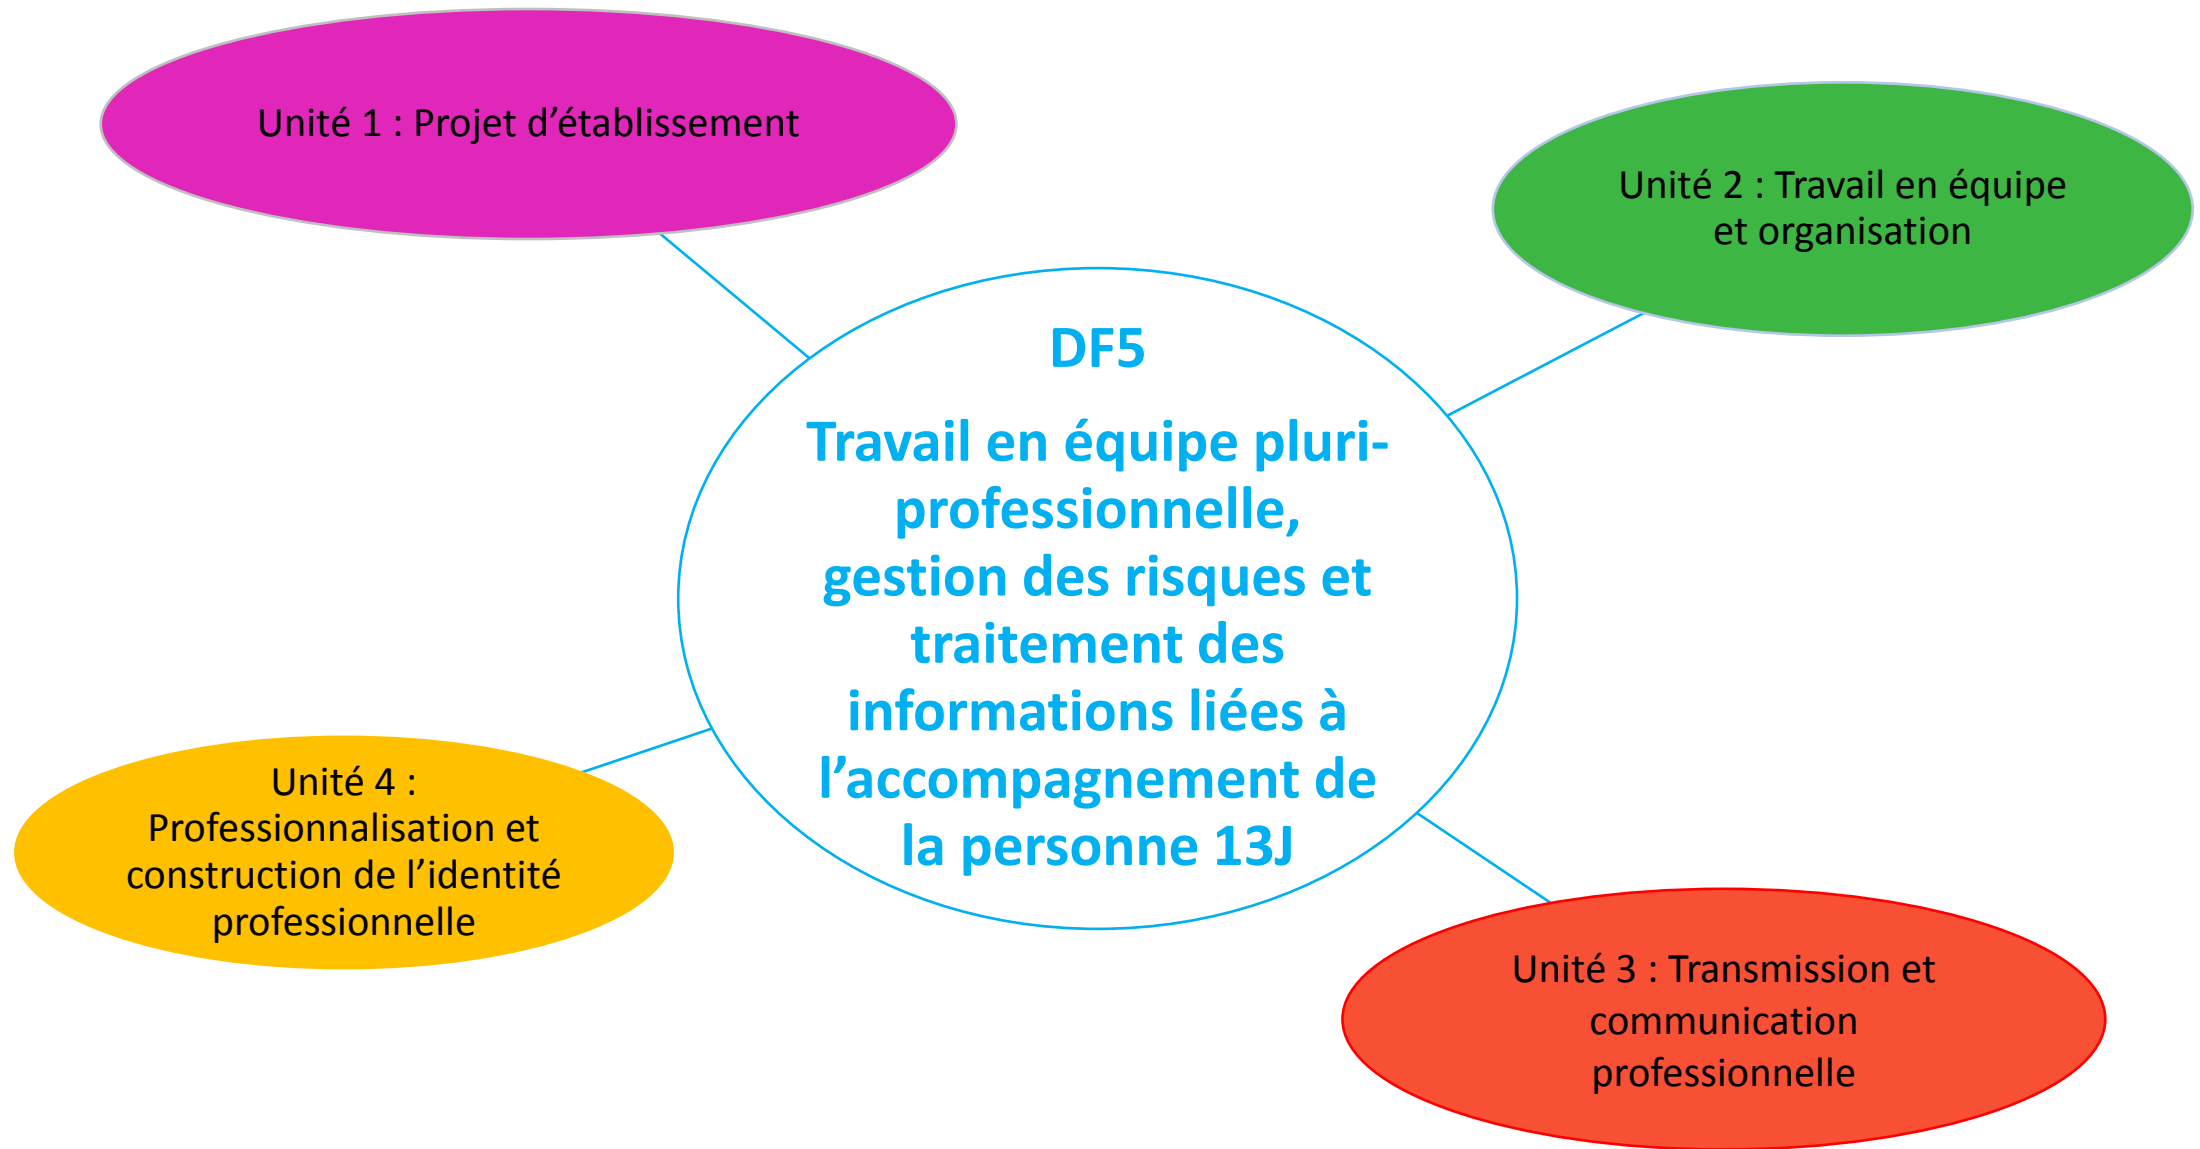 Unité 1 : Projet d’établissement
Unité 2 : Travail en équipe
et organisation
DF5
Travail en équipe pluri-
professionnelle,
gestion des risques et
traitement des
informations liées à
l’accompagnement de
la personne 13J
Unité 4 :
Professionnalisation et
construction de l’identité
professionnelle
Unité 3 : Transmission et
communication
professionnelle